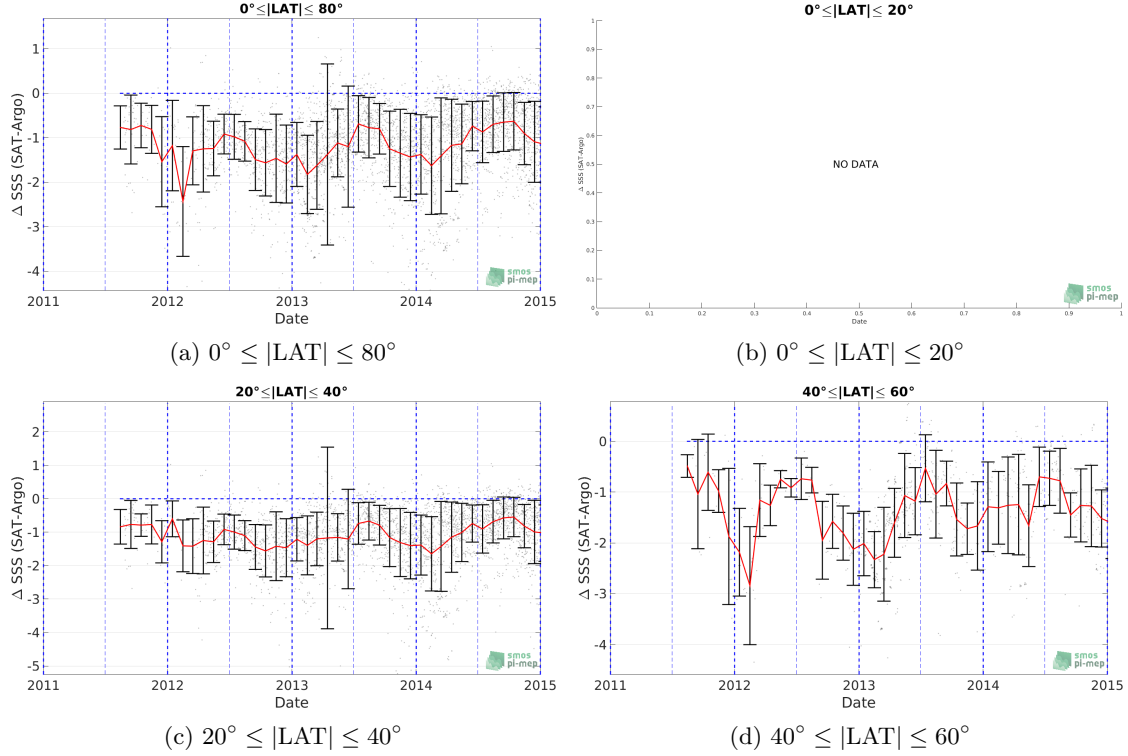 0°≤|LAT|≤ 80°
Δ SSS (SAT-Argo)
1
0
-1
-2
-3
-4
2011
2012
2013
2014
2015
Date
smos
pi-mep
(a) 0° ≤ |LAT| ≤ 80°
0°≤|LAT|≤ 20°
Δ SSS (SAT-Argo)
1
0.9
0.8
0.7
0.6
0.5
0.4
0.3
0.2
0.1
0
NO DATA
0
0.1
0.2
0.3
0.4
0.5
0.6
0.7
0.8
0.9
1
Date
smos
pi-mep
(b) 0° ≤ |LAT| ≤ 20°
20°≤|LAT|≤ 40°
Δ SSS (SAT-Argo)
2
1
0
-1
-2
-3
-4
-5
2011
2012
2013
2014
2015
Date
smos
pi-mep
(c) 20° ≤ |LAT| ≤ 40°
40°≤|LAT|≤ 60°
Δ SSS (SAT-Argo)
0
-1
-2
-3
-4
2011
2012
2013
2014
2015
Date
smos
pi-mep
(d) 40° ≤ |LAT| ≤ 60°